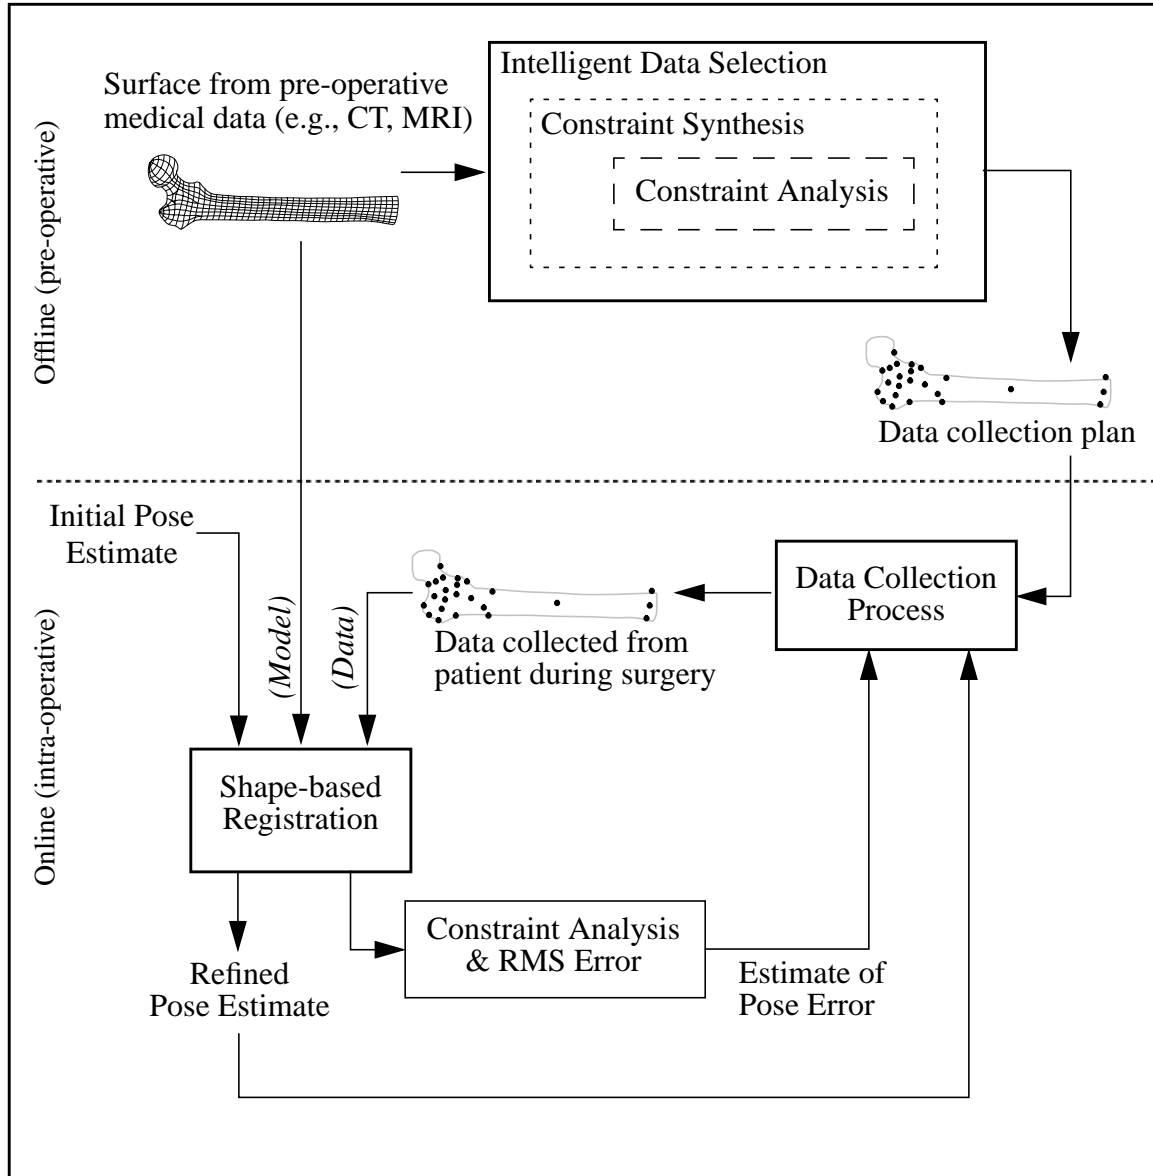 Offline (pre-operative)
Surface from pre-operative
medical data (e.g., CT, MRI)
Intelligent Data Selection
Constraint Synthesis
Constraint Analysis
Data collection plan
Online (intra-operative)
Initial Pose
Estimate
(Model)
(Data)
Data collected from
patient during surgery
Data Collection
Process
Shape-based
Registration
Constraint Analysis
& RMS Error
Estimate of
Pose Error
Refined
Pose Estimate